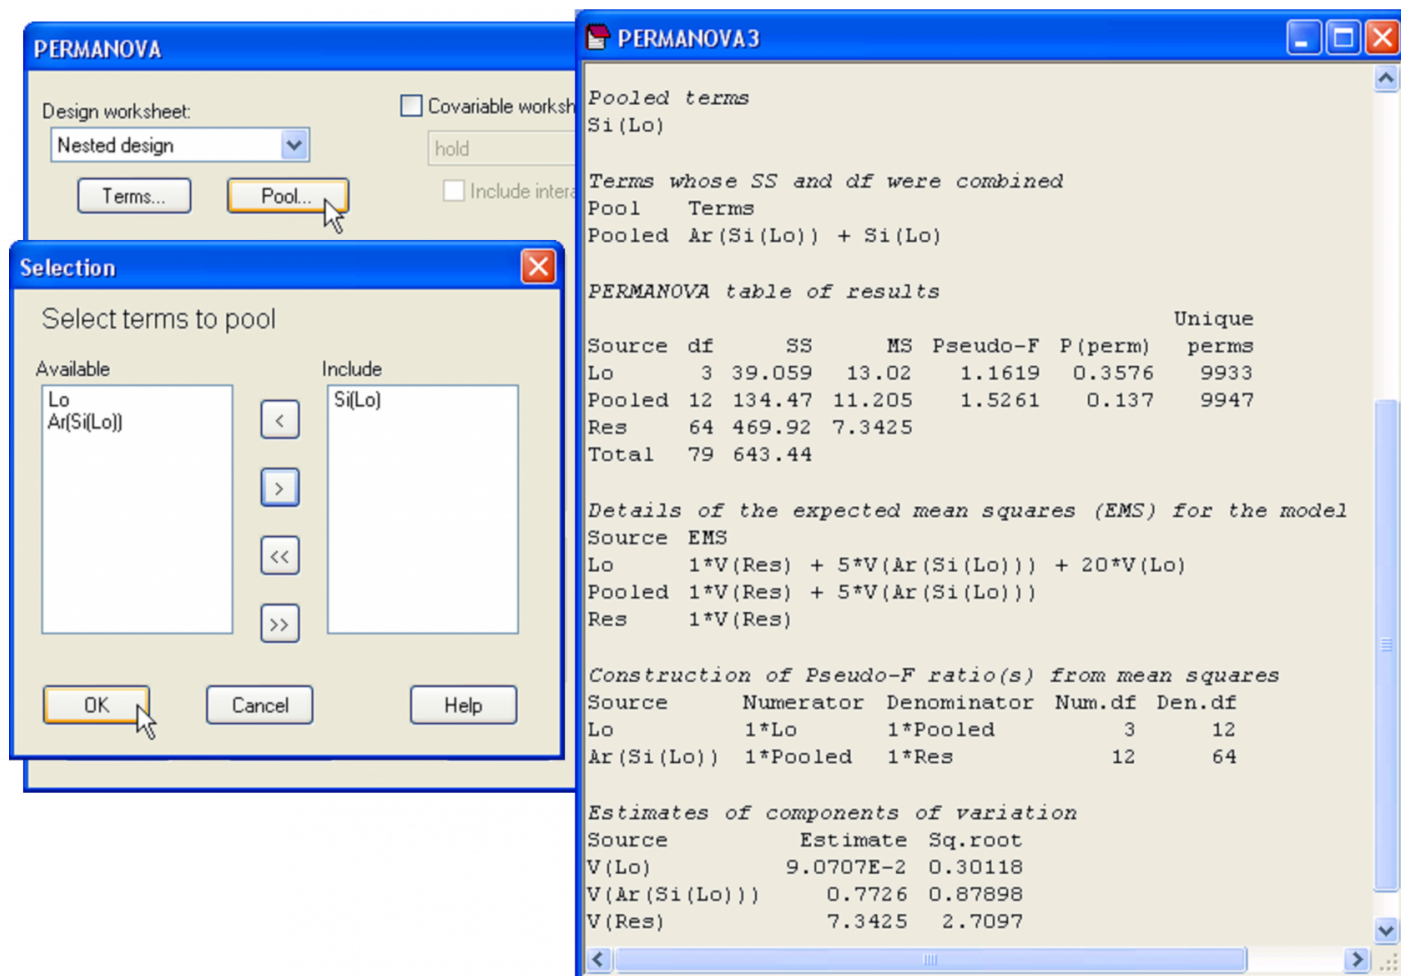 PERMANOVA
Design worksheet:
Covariable worksh
Nested design
hold
Terms...
Pool...
Include intera
Selection
Select terms to pool
Available
Include
Lo
Ar(Si(Lo))
Si(Lo)
<
>
<<
>>
OK
Cancel
Help
PERMANOVA3
Pooled terms
Si(Lo)
Terms whose SS and df were combined
Pool Terms
Pooled Ar(Si(Lo)) + Si(Lo)
PERMANOVA table of results
Unique
Source df SS MS Pseudo-F P(perm) perms
Lo 3 39.059 13.02 1.1619 0.3576 9933
Pooled 12 134.47 11.205 1.5261 0.137 9947
Res 64 469.92 7.3425
Total 79 643.44
Details of the expected mean squares (EMS) for the model
Source EMS
Lo 1*V(Res) + 5*V(Ar(Si(Lo))) + 20*V(Lo)
Pooled 1*V(Res) + 5*V(Ar(Si(Lo)))
Res 1*V(Res)
Construction of Pseudo-F ratio(s) from mean squares
Source Numerator Denominator Num.df Den.df
Lo 1*Lo 1*Pooled 3 12
Ar(Si(Lo)) 1*Pooled 1*Res 12 64
Estimates of components of variation
Source Estimate Sq.root
V(Lo) 9.0707E-2 0.30118
V(Ar(Si(Lo))) 0.7726 0.87898
V(Res) 7.3425 2.7097